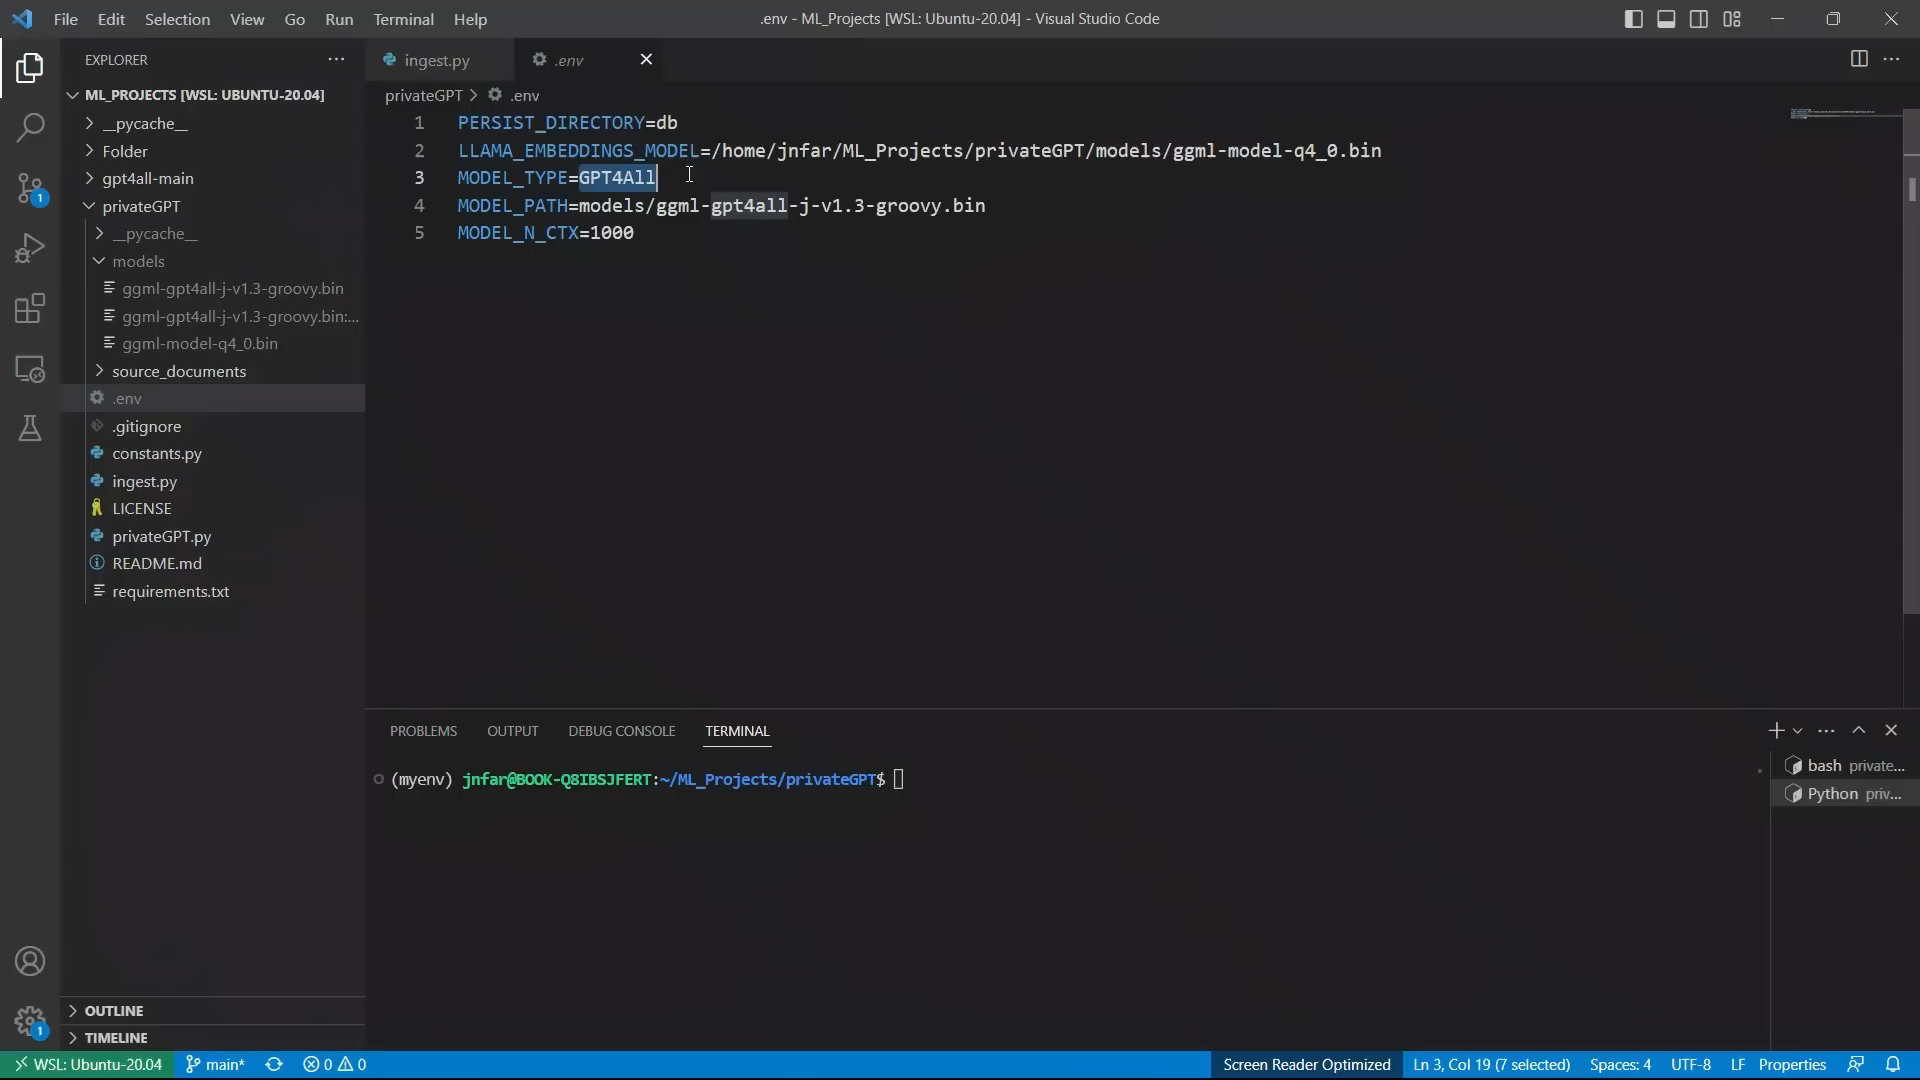 File Edit Selection View Go Run Terminal Help
.env - ML_Projects [WSL: Ubuntu-20.04] - Visual Studio Code
EXPLORER
ML_PROJECTS [WSL: UBUNTU-20.04]
__pycache__
Folder
gpt4all-main
privateGPT
__pycache__
models
ggml-gpt4all-j-v1.3-groovy.bin
ggml-gpt4all-j-v1.3-groovy.bin:...
ggml-model-q4_0.bin
source_documents
.env
.gitignore
constants.py
ingest.py
LICENSE
privateGPT.py
README.md
requirements.txt
OUTLINE
TIMELINE
1
1
ingest.py .env
privateGPT > .env
1 PERSIST_DIRECTORY=db
2 LLAMA_EMBEDDINGS_MODEL=/home/jnfar/ML_Projects/privateGPT/models/ggml-model-q4_0.bin
3 MODEL_TYPE=GPT4All
4 MODEL_PATH=models/ggml-gpt4all-j-v1.3-groovy.bin
5 MODEL_N_CTX=1000
PROBLEMS OUTPUT DEBUG CONSOLE TERMINAL
(myenv) jnfar@BOOK-Q8IBSJFERT:~/ML_Projects/privateGPT$
bash private...
Python priv...
WSL: Ubuntu-20.04 main* 0 0 Screen Reader Optimized Ln 3, Col 19 (7 selected) Spaces: 4 UTF-8 LF Properties